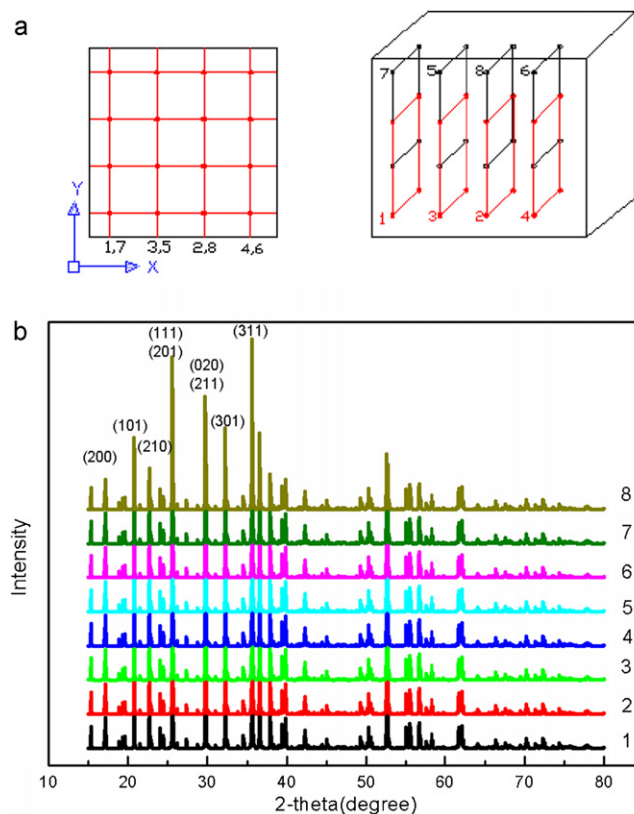 a
Y
X
1,7 3,5 2,8 4,6
7 5 8 6
1 3 2 4
b
(311)
(111)
(201)
(020)
(211)
(101)
(301)
(210)
(200)
8
7
6
5
4
3
2
1
Intensity
10 20 30 40 50 60 70 80
2-theta(degree)